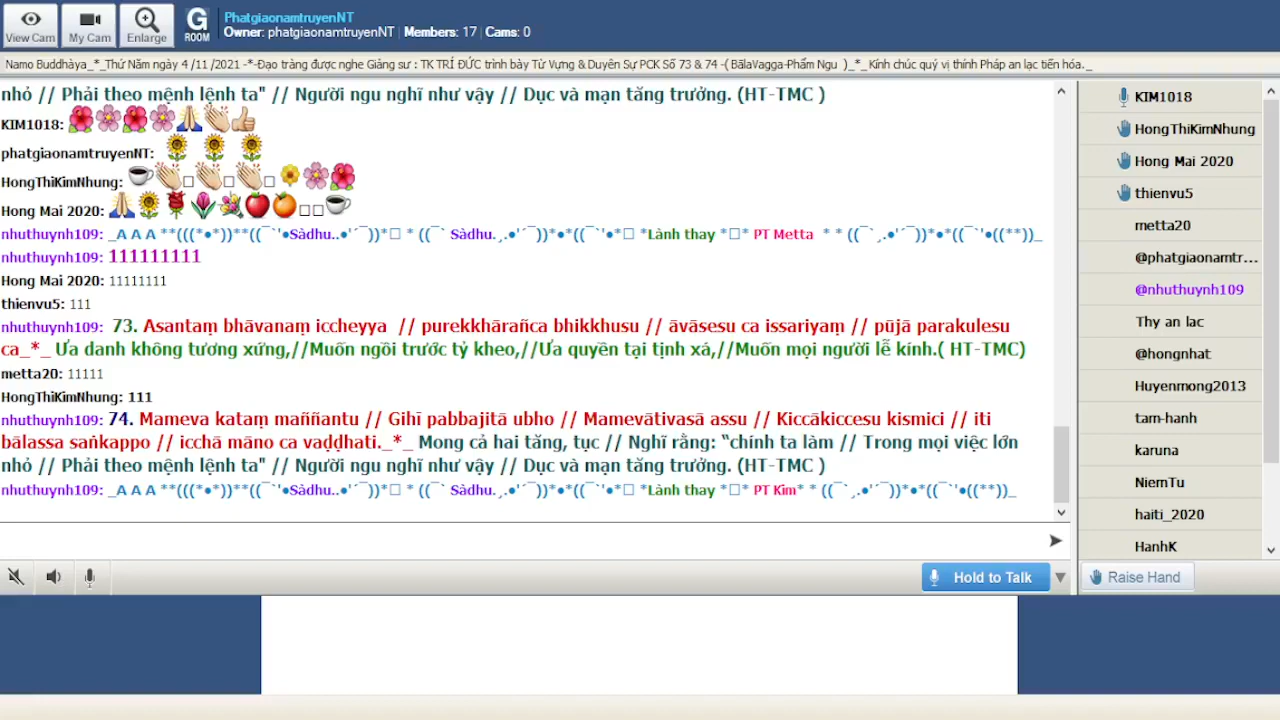 PhatgiaonamtruyenNT
Owner: phatgiaonamtruyenNT | Members: 17 | Cams: 0
View Cam
My Cam
Enlarge
G
ROOM
Namo Buddhàya_*_Thứ Năm ngày 4 /11 /2021 -*-Đạo tràng được nghe Giảng sư : TK TRÍ ĐỨC trình bày Từ Vựng & Duyên Sự PCK Số 73 & 74 -( BãlaVagga-Phẩm Ngu )_*_ Kính chúc quý vị thính Pháp an lạc tiến hóa._
nhỏ // Phải theo mệnh lệnh ta" // Người ngu nghĩ như vậy // Dục và mạn tăng trưởng. (HT-TMC )
KIM1018:
phatgiaonamtruyenNT:
HongThiKimNhung:
Hong Mai 2020:
nhuthuynh109: _A A A **(((*●*))**((¯`'●Sàdhu..●'´¯))*□ * ((¯` Sàdhu.¸.●'´¯))*●*((¯`'●*□ *Lành thay *□* PT Metta * * ((¯`¸.●'´¯))*●*((¯`'●((**))_
nhuthuynh109: 1111111111
Hong Mai 2020: 11111111
thienvu5: 111
nhuthuynh109: 73. Asantaṃ bhāvanaṃ iccheyya // purekkhārañca bhikkhusu // āvāsesu ca issariyaṃ // pūjā parakulesu
ca_*_ Ưa danh không tương xứng,//Muốn ngồi trước tỷ kheo,//Ưa quyền tại tịnh xá,//Muốn mọi người lễ kính.( HT-TMC)
metta20: 11111
HongThiKimNhung: 111
nhuthuynh109: 74. Mameva kataṃ maññantu // Gihī pabbajitā ubho // Mamevātivasā assu // Kiccākiccesu kismici // iti
bālassa saṅkappo // icchā māno ca vaḍḍhati._*_ Mong cả hai tăng, tục // Nghĩ rằng: “chính ta làm // Trong mọi việc lớn
nhỏ // Phải theo mệnh lệnh ta" // Người ngu nghĩ như vậy // Dục và mạn tăng trưởng. (HT-TMC )
nhuthuynh109: _A A A **(((*●*))**((¯`'●Sàdhu..●'´¯))*□ * ((¯` Sàdhu.¸.●'´¯))*●*((¯`'●*□ *Lành thay *□* PT Kim* * ((¯`¸.●'´¯))*●*((¯`'●((**))_
Hold to Talk
KIM1018
HongThiKimNhung
Hong Mai 2020
thienvu5
metta20
@phatgiaonamtr...
@nhuthuynh109
Thy an lac
@hongnhat
Huyenmong2013
tam-hanh
karuna
NiemTu
haiti_2020
HanhK
Raise Hand